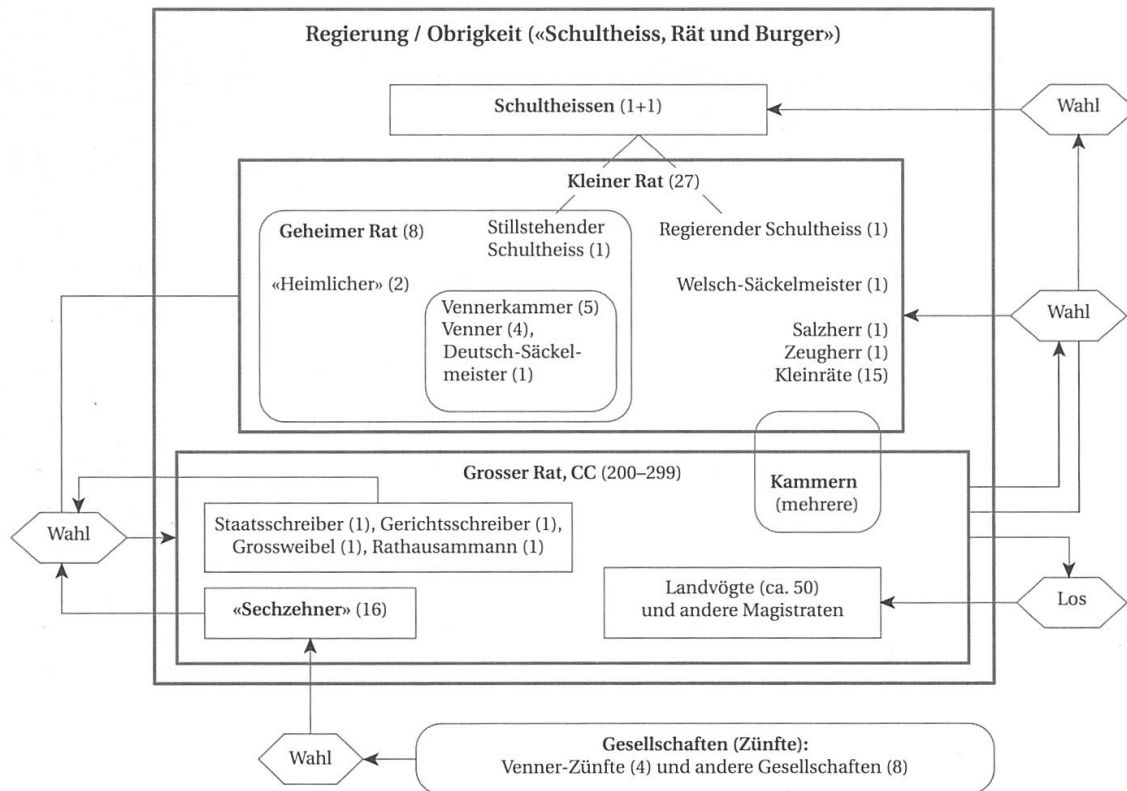 Regierung / Obrigkeit («Schultheiss, Rät und Burger»)
Schultheissen (1+1)
Wahl
Kleiner Rat (27)
Geheimer Rat (8)
Stillstehender
Schultheiss (1)
Regierender Schultheiss (1)
«Heimlicher» (2)
Welsch-Säckelmeister (1)
Vennerkammer (5)
Venner (4),
Deutsch-Säckel-
meister (1)
Salzherr (1)
Zeugherr (1)
Kleinräte (15)
Wahl
Grosser Rat, CC (200–299)
Kammern
(mehrere)
Wahl
Staatsschreiber (1), Gerichtsschreiber (1),
Grossweibel (1), Rathausammann (1)
«Sechzehner» (16)
Landvögte (ca. 50)
und andere Magistraten
Los
Wahl
Gesellschaften (Zünfte):
Venner-Zünfte (4) und andere Gesellschaften (8)